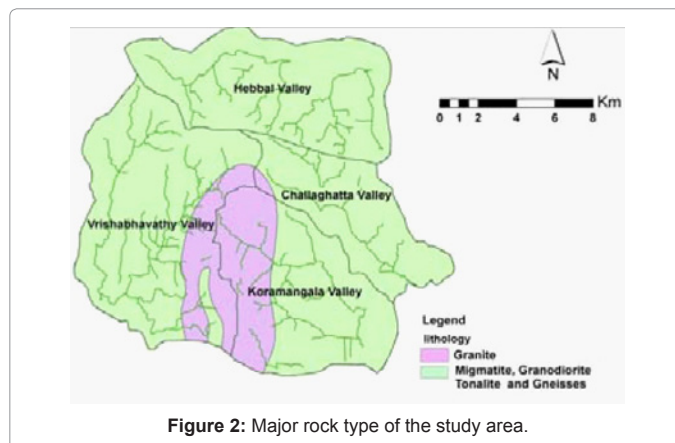 Hebbal Valley
N
Km
0 1 2 4 6 8
Challaghatta Valley
Vrishabhavathy Valley
Koramangala Valley
Legend
lithology
Granite
Migmatite, Granodiorite
Tonalite and Gneisses
Figure 2: Major rock type of the study area.